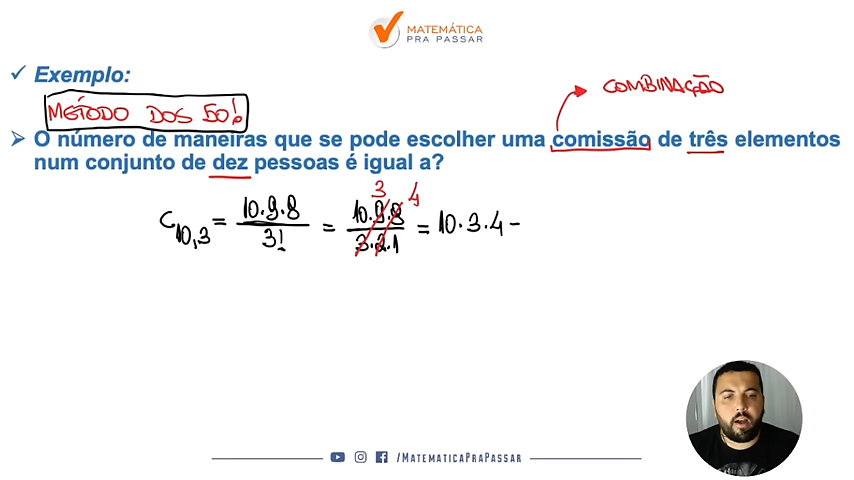 MATEMÁTICA
PRA PASSAR
COMBINAÇÃO
✓ Exemplo:
MÉTODO DOS 50!
➢ O número de maneiras que se pode escolher uma comissão de três elementos
num conjunto de dez pessoas é igual a?
C10,3 = 10.9.8 / 3! = 10.9.8 / 3.2.1 = 10.3.4 -
3 4
/MATEMATICAPRAPASSAR